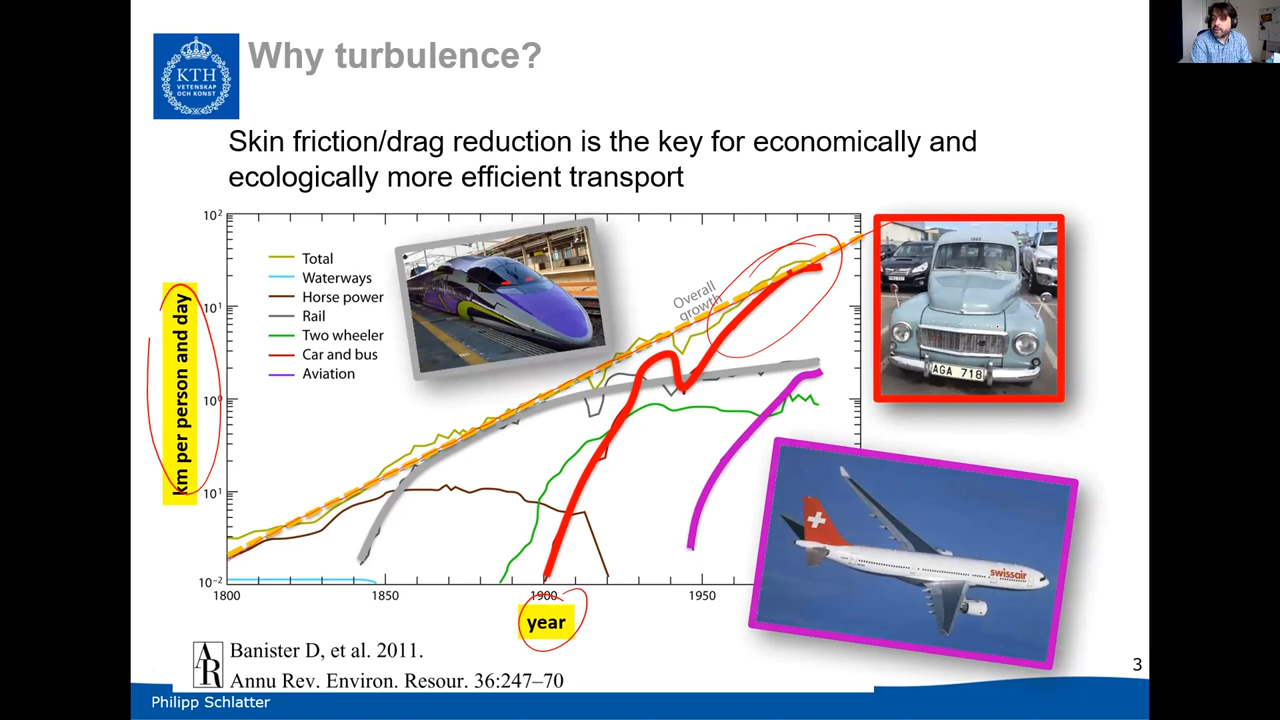 KTH
VETENSKAP
OCH KONST
Why turbulence?
Skin friction/drag reduction is the key for economically and
ecologically more efficient transport
km per person and day
10²
10¹
10⁰
10¹
10⁻²
Total
Waterways
Horse power
Rail
Two wheeler
Car and bus
Aviation
Overall
growth
AGA 718
swissair
1800
1850
1900
1950
year
AR
Banister D, et al. 2011.
Annu Rev. Environ. Resour. 36:247–70
3
Philipp Schlatter